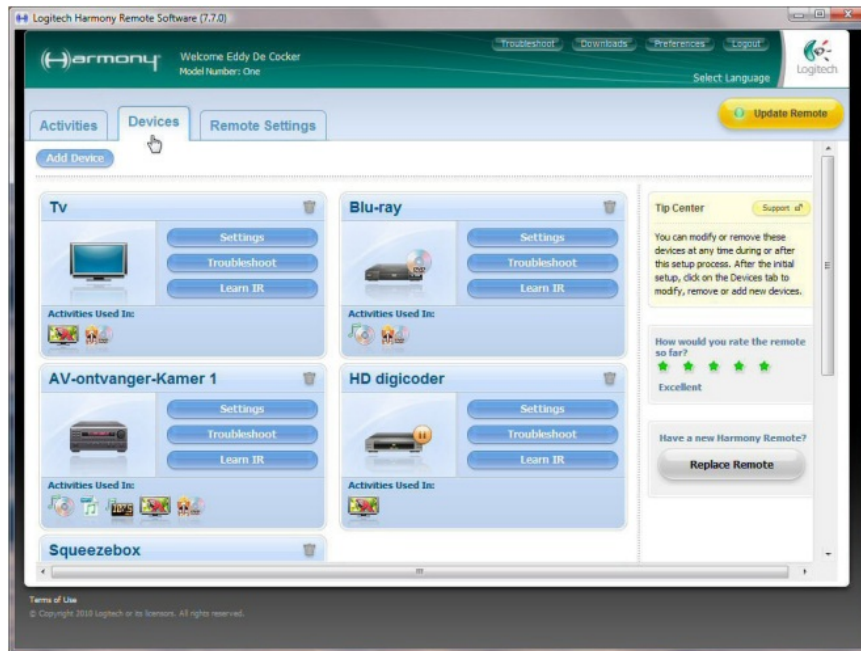 Logitech Harmony Remote Software (7.7.0)
Harmony
Welcome Eddy De Cocker
Model Number: One
Troubleshoot
Downloads
Preferences
Logout
Select Language
Logitech
Activities
Devices
Remote Settings
Update Remote
Add Device
Tv
Settings
Troubleshoot
Learn IR
Activities Used In:
Blu-ray
Settings
Troubleshoot
Learn IR
Activities Used In:
AV-ontvanger-Kamer 1
Settings
Troubleshoot
Learn IR
Activities Used In:
HD digicoder
Settings
Troubleshoot
Learn IR
Activities Used In:
Squeezebox
Tip Center
Support
You can modify or remove these
devices at any time during or after
this setup process. After the initial
setup, click on the Devices tab to
modify, remove or add new devices.
How would you rate the remote
so far?
Excellent
Have a new Harmony Remote?
Replace Remote
Terms of Use
© Copyright 2010 Logitech or its licensors. All rights reserved.